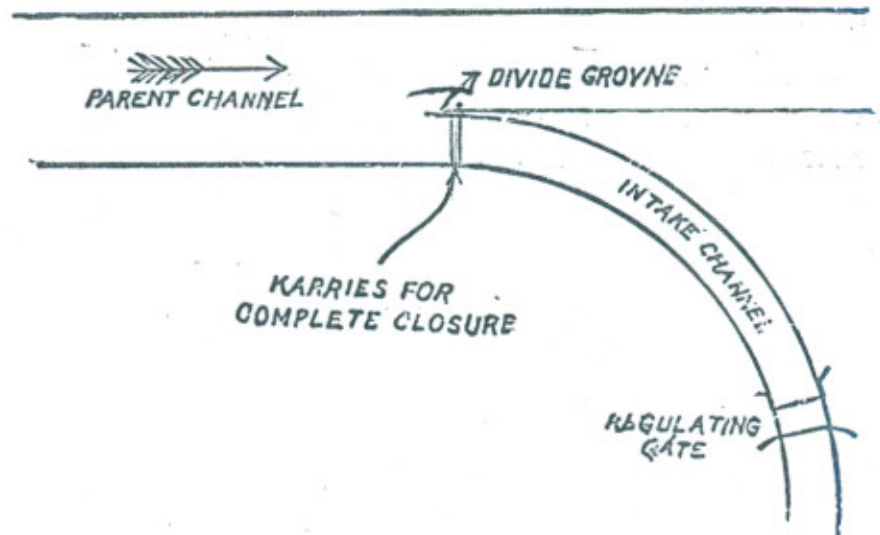 PARENT CHANNEL
DIVIDE GROYNE
INTAKE CHANNEL
KARRIES FOR
COMPLETE CLOSURE
REGULATING
GATE